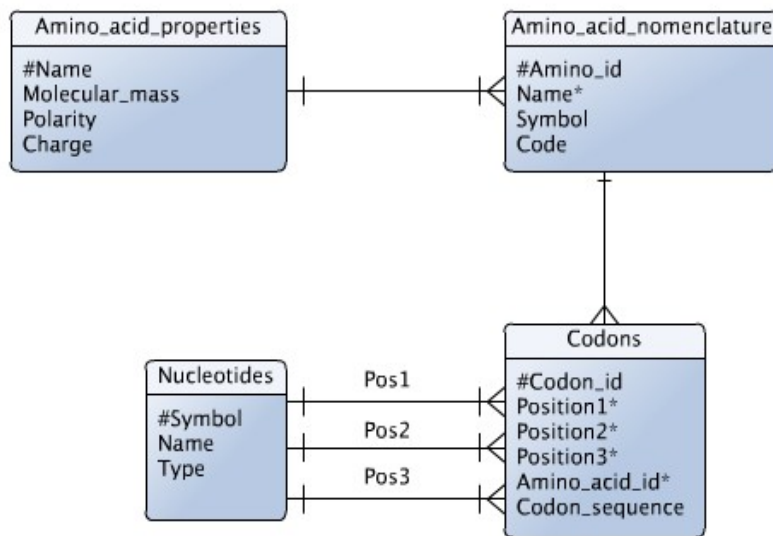 Amino_acid_properties
#Name
Molecular_mass
Polarity
Charge
Amino_acid_nomenclature
#Amino_id
Name*
Symbol
Code
Nucleotides
#Symbol
Name
Type
Pos1
Pos2
Pos3
Codons
#Codon_id
Position1*
Position2*
Position3*
Amino_acid_id*
Codon_sequence